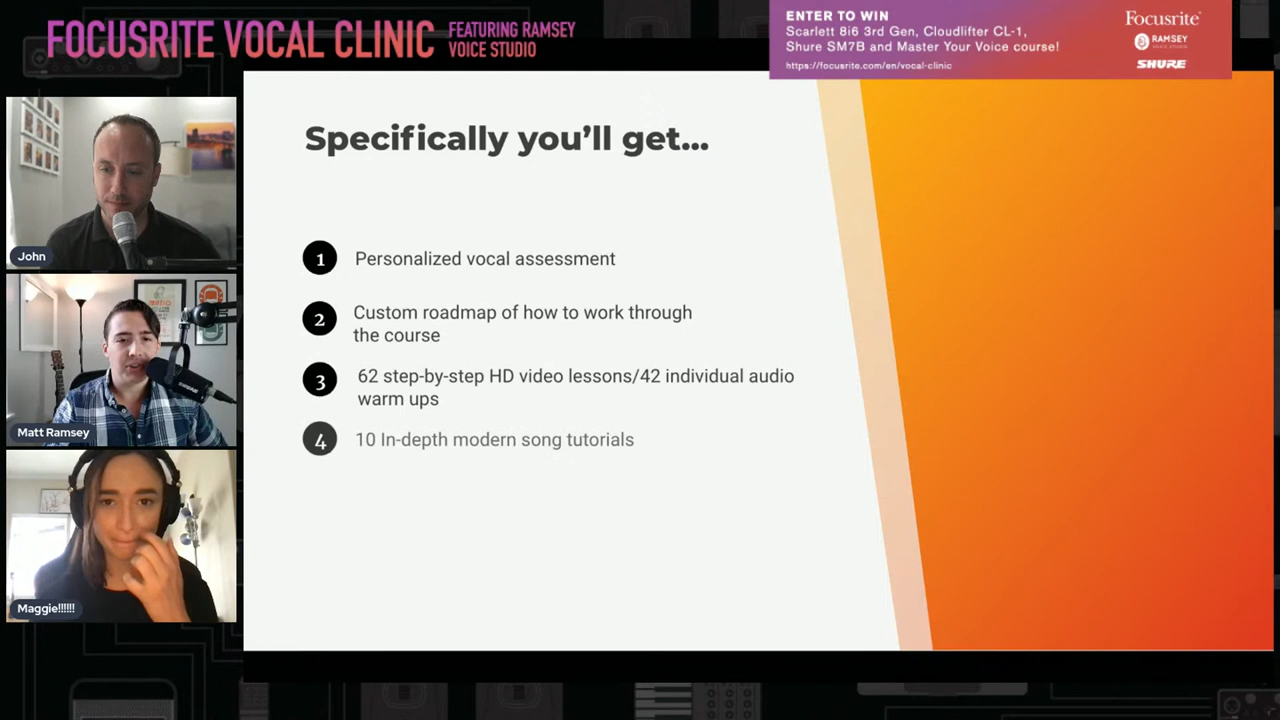 FOCUSRITE VOCAL CLINIC
FEATURING RAMSEY
VOICE STUDIO
ENTER TO WIN
Scarlett 8i6 3rd Gen, Cloudlifter CL-1,
Shure SM7B and Master Your Voice course!
https://focusrite.com/en/vocal-clinic
Focusrite
RAMSEY
VOICE STUDIO
SHURE
John
Matt Ramsey
Maggie!!!!!!
Specifically you’ll get...
1 Personalized vocal assessment
2 Custom roadmap of how to work through
the course
3 62 step-by-step HD video lessons/42 individual audio
warm ups
4 10 In-depth modern song tutorials